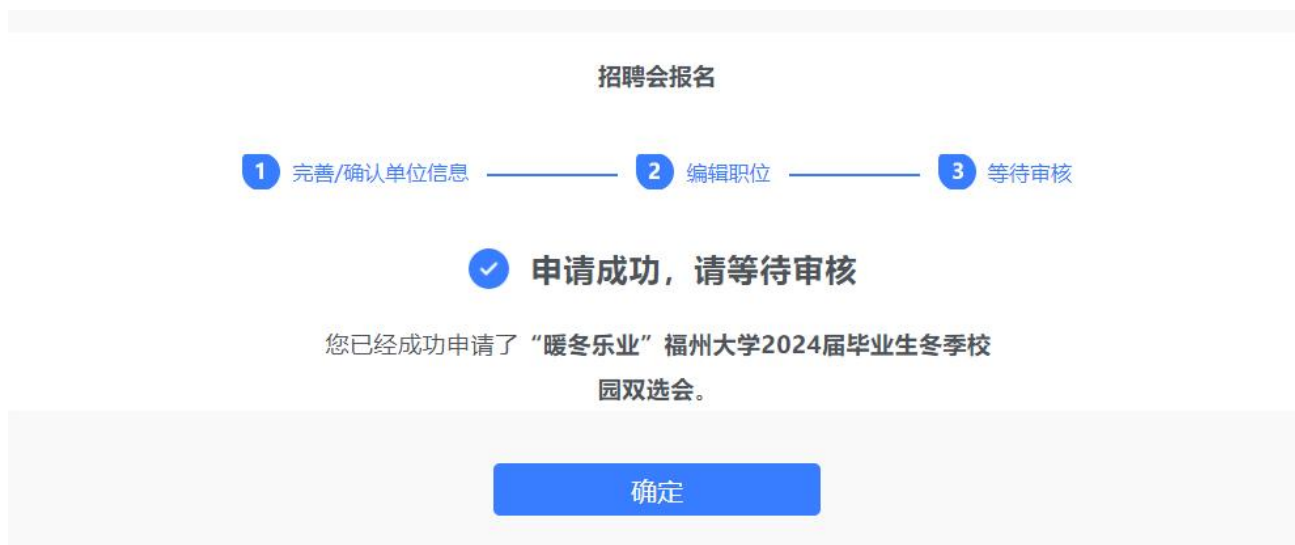 招聘会报名
1 完善/确认单位信息 2 编辑职位 3 等待审核
申请成功，请等待审核
您已经成功申请了“暖冬乐业”福州大学2024届毕业生冬季校
园双选会。
确定